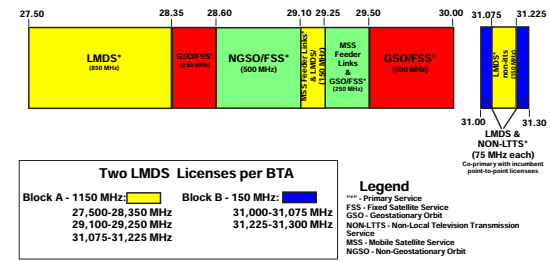 27.50 28.35 28.60 29.10 29.25 29.50 30.00 31.075 31.225
LMDS*
(850 MHz)
GSO/FSS*
(250 MHz)
NGSO/FSS*
(500 MHz)
MSS Feeder Links*
& LMDS/
(150 MHz)
MSS
Feeder
Links
&
GSO/FSS*
(250 MHz)
GSO/FSS*
(500 MHz)
LMDS*
non-ltts
(150 MHz)
31.00 31.30
LMDS &
NON-LTTS*
(75 MHz each)
Co-primary with incumbent
point-to-point licensees
Two LMDS Licenses per BTA
Block A - 1150 MHz: Block B - 150 MHz:
27,500-28,350 MHz 31,000-31,075 MHz
29,100-29,250 MHz 31,225-31,300 MHz
31,075-31,225 MHz
Legend
"*" - Primary Service
FSS - Fixed Satellite Service
GSO - Geostationary Orbit
NON-LTTS - Non-Local Television Transmission
Service
MSS - Mobile Satellite Service
NGSO - Non-Geostationary Orbit